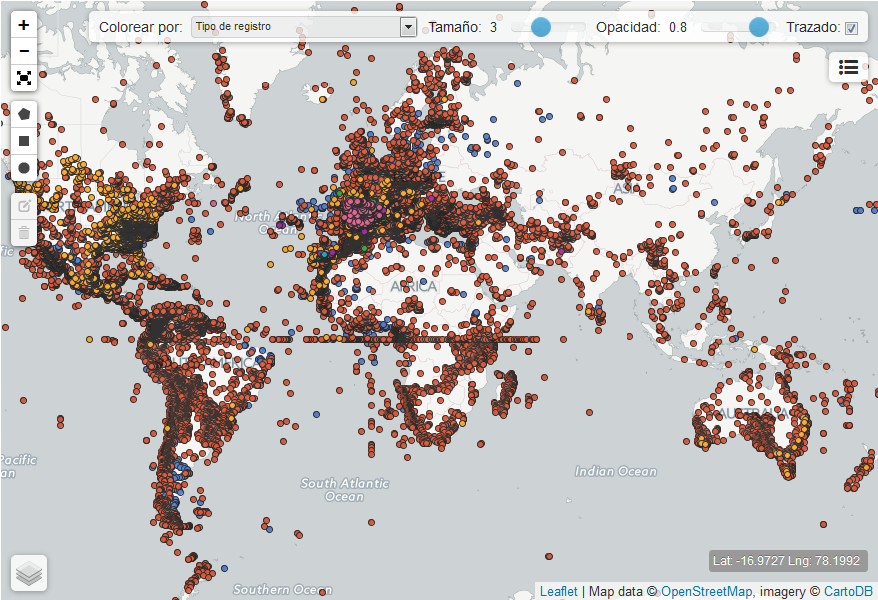 + Colorear por: Tipo de registro Tamaño: 3 Opacidad: 0.8 Trazado:
−
North Atlantic
Ocean
AFRICA
AUSTRALIA
Pacific
Indian Ocean
South Atlantic
Ocean
Lat: -16.9727 Lng: 78.1992
Southern Ocean
Leaflet | Map data © OpenStreetMap, imagery © CartoDB